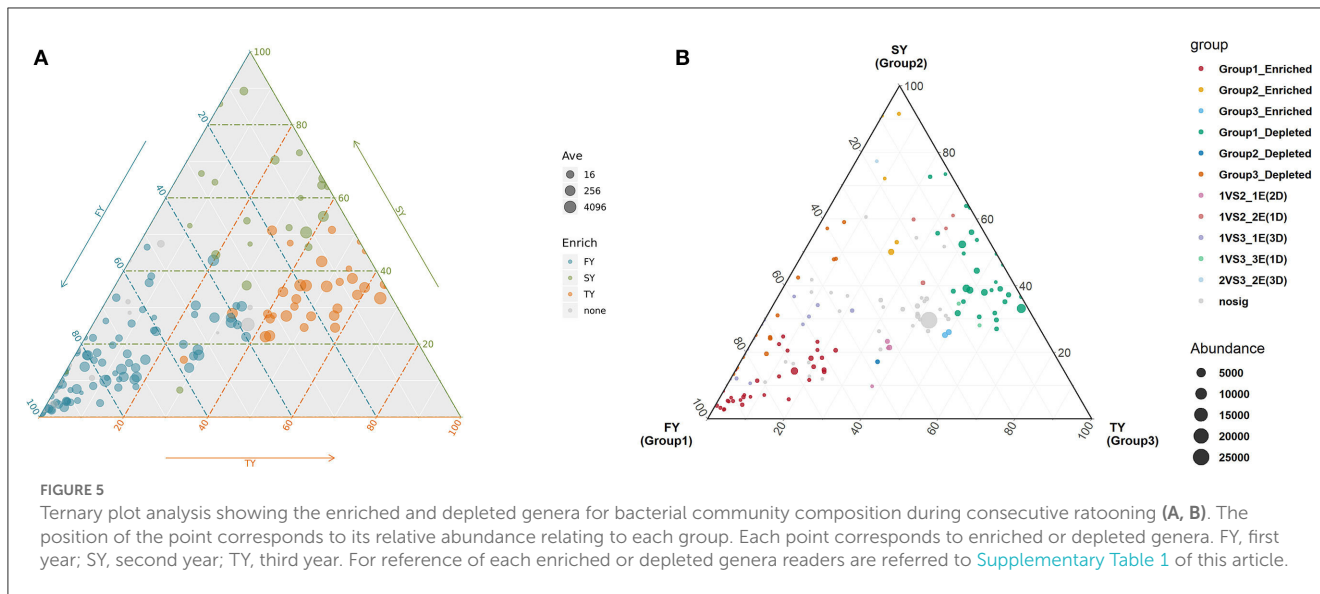 A
100
20
80
FY
SY
40
60
60
40
80
20
100
20
40
60
80
100
TY
Ave
16
256
4096
Enrich
FY
SY
TY
none
B
SY
(Group2)
100
20
80
40
60
60
40
80
20
100
FY
(Group1)
20
40
60
80
100
TY
(Group3)
group
Group1_Enriched
Group2_Enriched
Group3_Enriched
Group1_Depleted
Group2_Depleted
Group3_Depleted
1VS2_1E(2D)
1VS2_2E(1D)
1VS3_1E(3D)
1VS3_3E(1D)
2VS3_2E(3D)
nosig
Abundance
5000
10000
15000
20000
25000
FIGURE 5
Ternary plot analysis showing the enriched and depleted genera for bacterial community composition during consecutive ratooning (A, B). The
position of the point corresponds to its relative abundance relating to each group. Each point corresponds to enriched or depleted genera. FY, first
year; SY, second year; TY, third year. For reference of each enriched or depleted genera readers are referred to Supplementary Table 1 of this article.